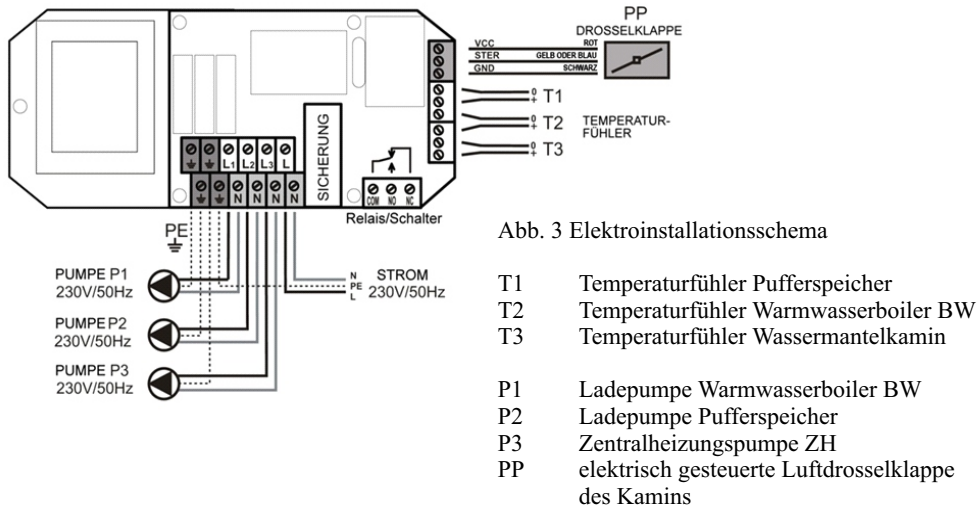 PP
DROSSELKLAPPE
VCC ROT
STER GELB ODER BLAU
GND SCHWARZ
0
+ T1
0
+ T2
TEMPERATUR-
FÜHLER
0
+ T3
SICHERUNG
L1 L2 L3 L
N N N N
COM NO NC
Relais/Schalter
PE
PUMPE P1
230V/50Hz
N
PE
L
STROM
230V/50Hz
PUMPE P2
230V/50Hz
PUMPE P3
230V/50Hz
Abb. 3 Elektroinstallationsschema
T1 Temperaturfühler Pufferspeicher
T2 Temperaturfühler Warmwasserboiler BW
T3 Temperaturfühler Wassermantelkamin
P1 Ladepumpe Warmwasserboiler BW
P2 Ladepumpe Pufferspeicher
P3 Zentralheizungspumpe ZH
PP elektrisch gesteuerte Luftdrosselklappe
des Kamins